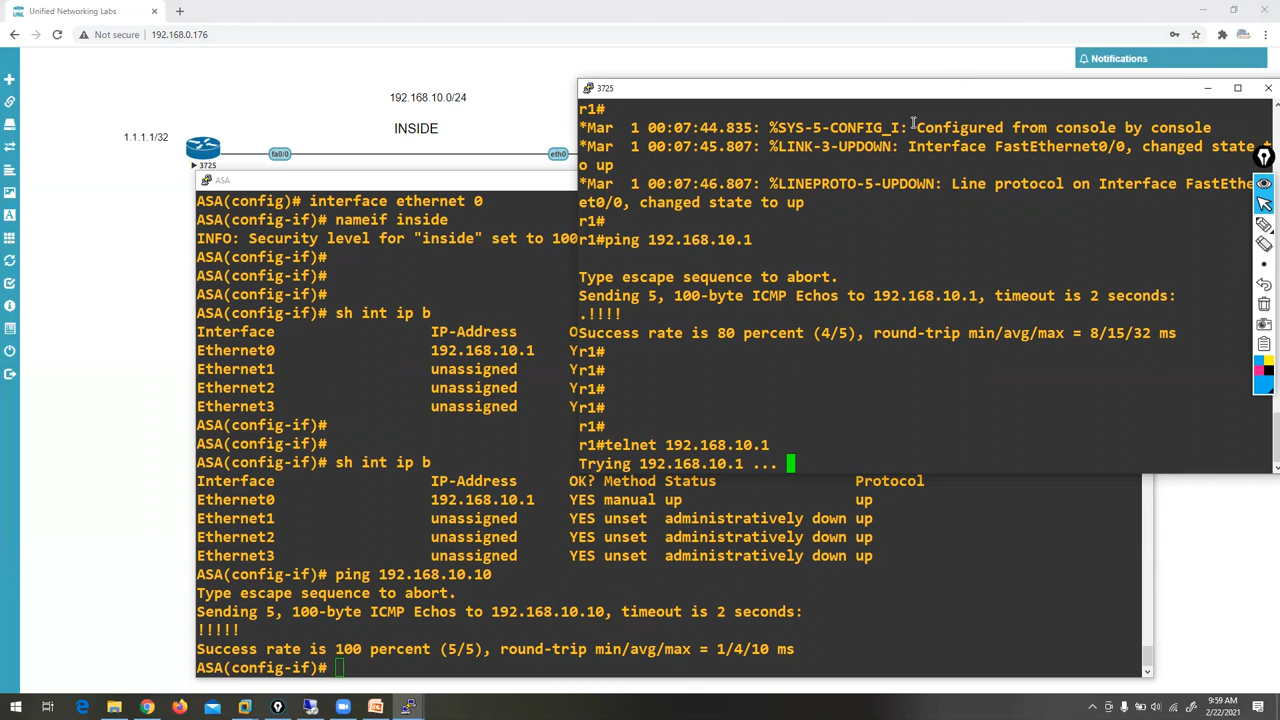 Unified Networking Labs
Not secure
192.168.0.176
Notifications
192.168.10.0/24
INSIDE
1.1.1.1/32
fa0/0
eth0
3725
3725
r1#
*Mar  1 00:07:44.835: %SYS-5-CONFIG_I: Configured from console by console
*Mar  1 00:07:45.807: %LINK-3-UPDOWN: Interface FastEthernet0/0, changed state t
o up
*Mar  1 00:07:46.807: %LINEPROTO-5-UPDOWN: Line protocol on Interface FastEthe
et0/0, changed state to up
r1#
r1#ping 192.168.10.1
Type escape sequence to abort.
Sending 5, 100-byte ICMP Echos to 192.168.10.1, timeout is 2 seconds:
.!!!!
Success rate is 80 percent (4/5), round-trip min/avg/max = 8/15/32 ms
r1#
r1#
r1#
r1#
r1#
r1#telnet 192.168.10.1
Trying 192.168.10.1 ...
ASA
ASA(config)# interface ethernet 0
ASA(config-if)# nameif inside
INFO: Security level for "inside" set to 100
ASA(config-if)#
ASA(config-if)#
ASA(config-if)#
ASA(config-if)# sh int ip b
Interface IP-Address O
Ethernet0 192.168.10.1 Y
Ethernet1 unassigned Y
Ethernet2 unassigned Y
Ethernet3 unassigned Y
ASA(config-if)#
ASA(config-if)#
ASA(config-if)# sh int ip b
Interface IP-Address OK? Method Status Protocol
Ethernet0 192.168.10.1 YES manual up up
Ethernet1 unassigned YES unset administratively down up
Ethernet2 unassigned YES unset administratively down up
Ethernet3 unassigned YES unset administratively down up
ASA(config-if)# ping 192.168.10.10
Type escape sequence to abort.
Sending 5, 100-byte ICMP Echos to 192.168.10.10, timeout is 2 seconds:
!!!!!
Success rate is 100 percent (5/5), round-trip min/avg/max = 1/4/10 ms
ASA(config-if)#
9:59 AM
2/22/2021